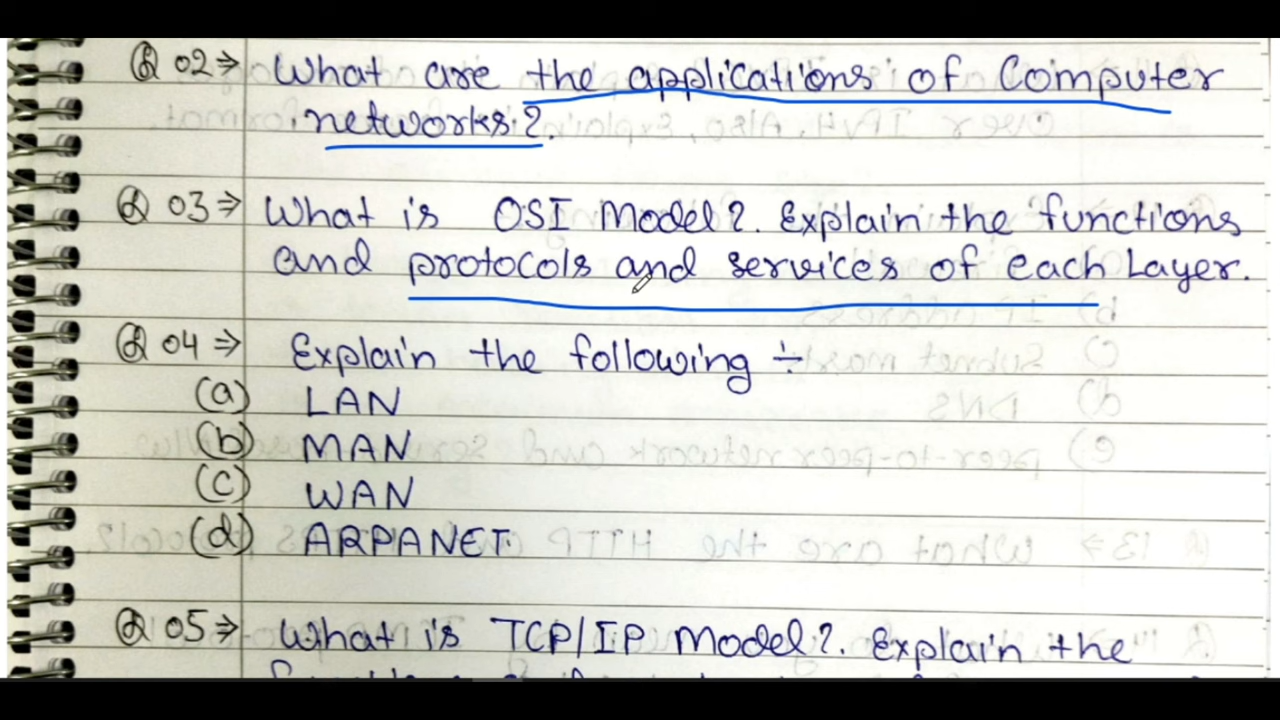 Q 02⇒ What are the applications of Computer
networks?.
Q 03⇒ What is OSI Model?. Explain the functions
and protocols and services of each Layer.
Q 04⇒ Explain the following ÷
(a) LAN
(b) MAN
(c) WAN
(d) ARPANET.
Q 05⇒ What is TCP/IP Model?. Explain the